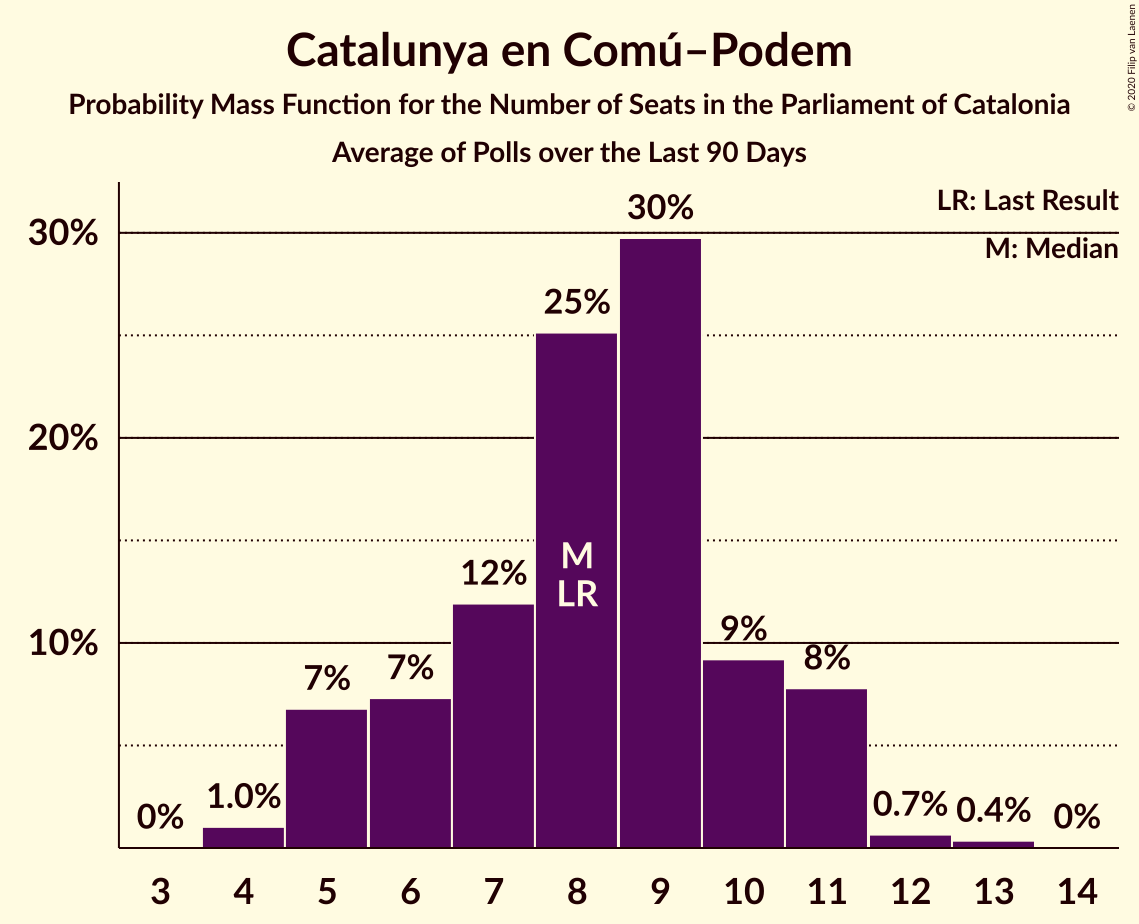 Catalunya en Comú–Podem
Probability Mass Function for the Number of Seats in the Parliament of Catalonia
Average of Polls over the Last 90 Days
© 2020 Filip van Laenen
LR: Last Result
M: Median
30%
20%
10%
0%
1.0%
7%
7%
12%
25%
30%
9%
8%
0.7%
0.4%
0%
M
LR
3 4 5 6 7 8 9 10 11 12 13 14